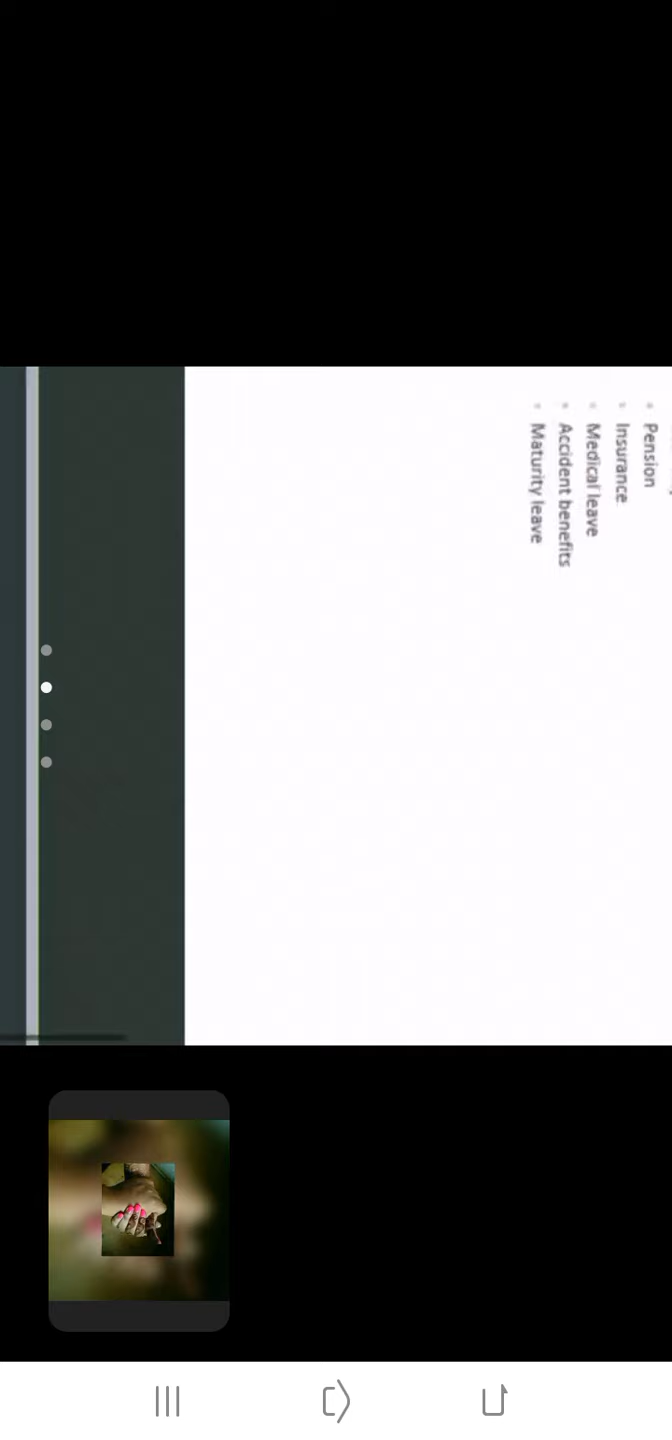 Pension
Insurance
Medical leave
Accident benefits
Maturity leave